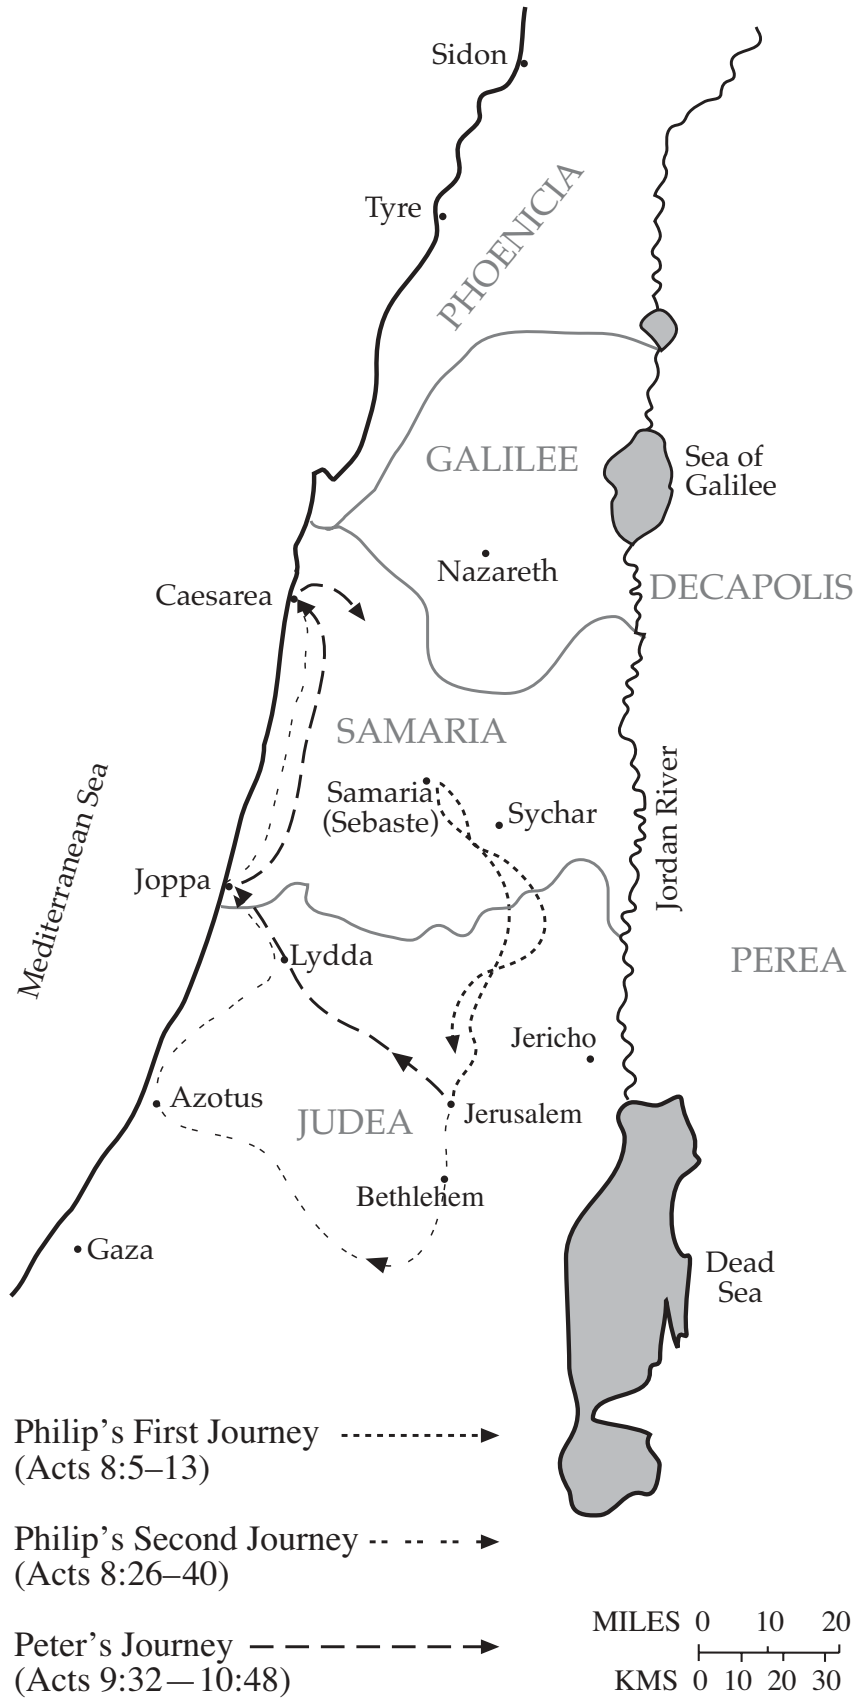 Sidon
Tyre
PHOENICIA
GALILEE
Sea of
Galilee
Nazareth
DECAPOLIS
Caesarea
SAMARIA
Samaria
(Sebaste)
Sychar
Jordan River
Mediterranean Sea
Joppa
Lydda
PEREA
Jericho
Azotus
JUDEA
Jerusalem
Bethlehem
Gaza
Dead
Sea
Philip's First Journey
(Acts 8:5–13)
Philip's Second Journey
(Acts 8:26–40)
Peter's Journey
(Acts 9:32—10:48)
MILES 0 10 20
KMS 0 10 20 30